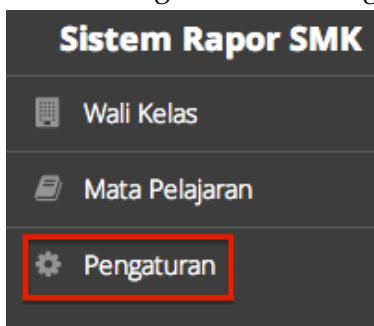 Sistem Rapor SMK
Wali Kelas
Mata Pelajaran
Pengaturan